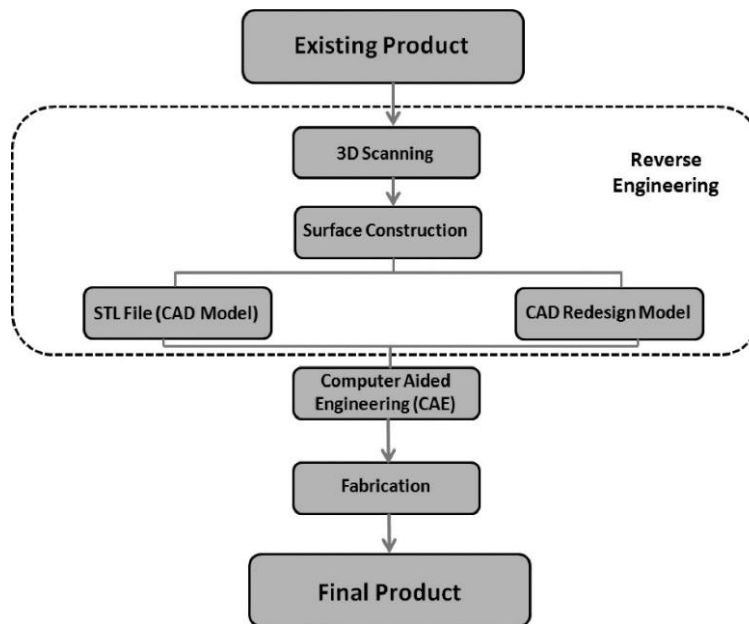 Existing Product
3D Scanning
Reverse
Engineering
Surface Construction
STL File (CAD Model)
CAD Redesign Model
Computer Aided
Engineering (CAE)
Fabrication
Final Product